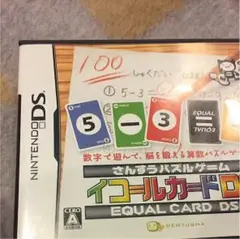 NINTENDO DS
100
しゅくだい
① 5-3=
5
3
EQUAL
EQUAL
数字で遊んで、脳を鍛える算数パズルゲーム
さんすうパズルゲーム
イコールカードD
EQUAL CARD DS
CERO
A